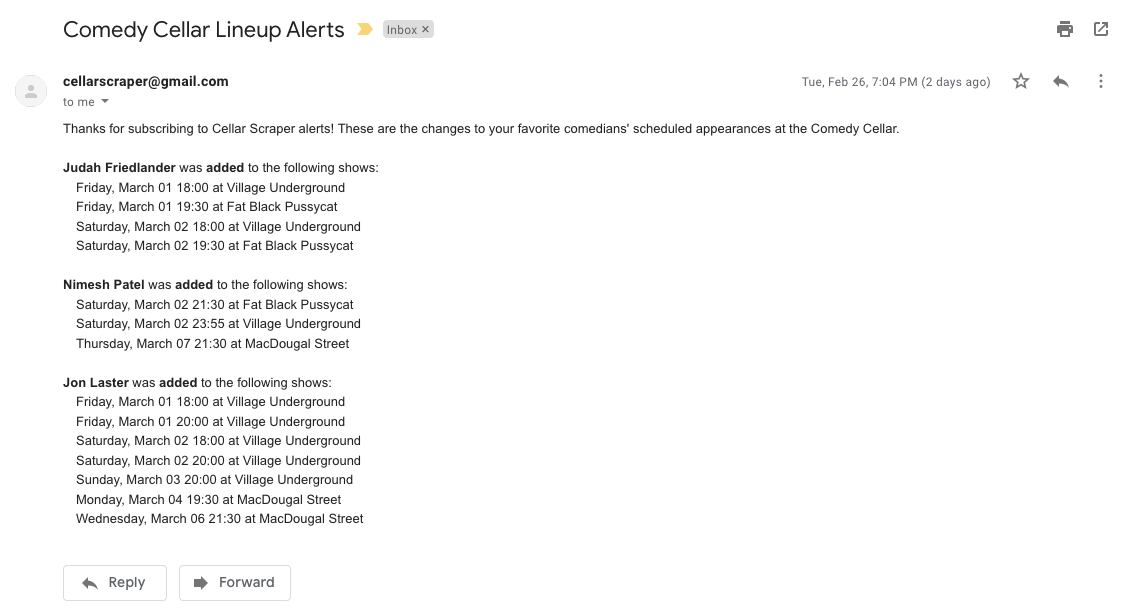 Comedy Cellar Lineup Alerts Inbox ×
cellarscraper@gmail.com Tue, Feb 26, 7:04 PM (2 days ago)
to me
Thanks for subscribing to Cellar Scraper alerts! These are the changes to your favorite comedians' scheduled appearances at the Comedy Cellar.
Judah Friedlander was added to the following shows:
Friday, March 01 18:00 at Village Underground
Friday, March 01 19:30 at Fat Black Pussycat
Saturday, March 02 18:00 at Village Underground
Saturday, March 02 19:30 at Fat Black Pussycat
Nimesh Patel was added to the following shows:
Saturday, March 02 21:30 at Fat Black Pussycat
Saturday, March 02 23:55 at Village Underground
Thursday, March 07 21:30 at MacDougal Street
Jon Laster was added to the following shows:
Friday, March 01 18:00 at Village Underground
Friday, March 01 20:00 at Village Underground
Saturday, March 02 18:00 at Village Underground
Saturday, March 02 20:00 at Village Underground
Sunday, March 03 20:00 at Village Underground
Monday, March 04 19:30 at MacDougal Street
Wednesday, March 06 21:30 at MacDougal Street
Reply Forward